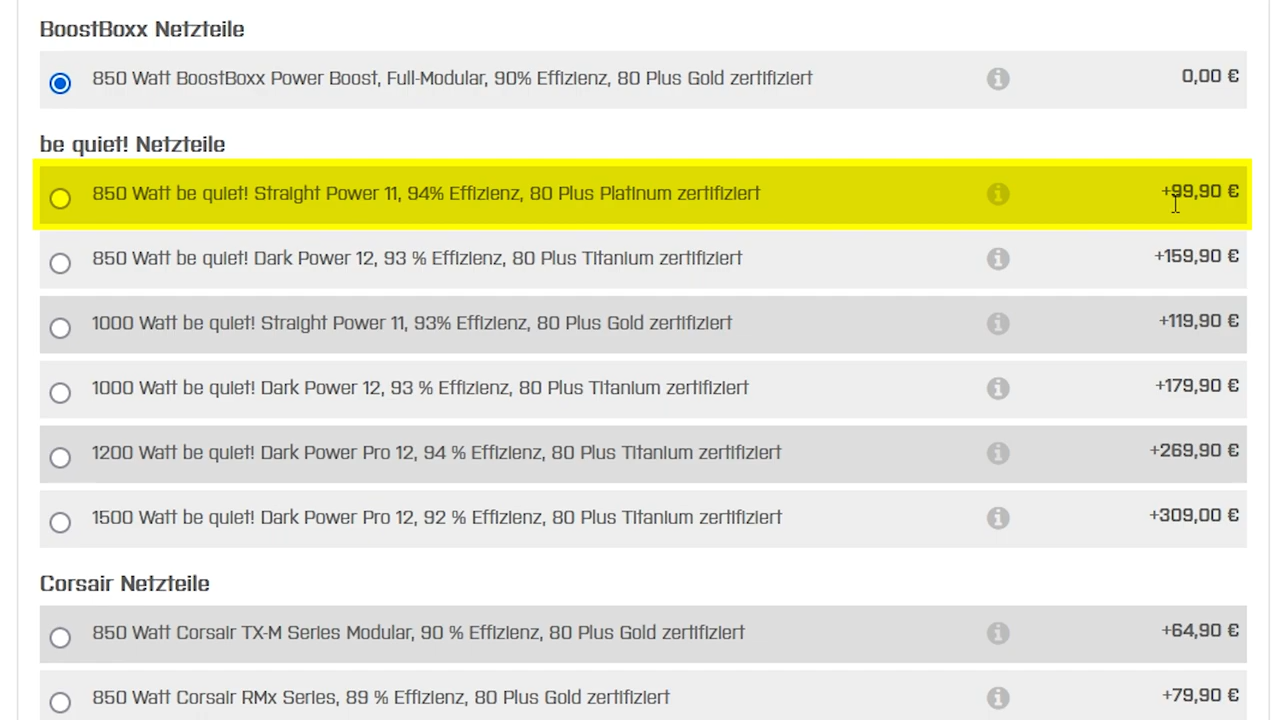 BoostBoxx Netzteile
850 Watt BoostBoxx Power Boost, Full-Modular, 90% Effizienz, 80 Plus Gold zertifiziert 0,00 €
be quiet! Netzteile
850 Watt be quiet! Straight Power 11, 94% Effizienz, 80 Plus Platinum zertifiziert +99,90 €
850 Watt be quiet! Dark Power 12, 93 % Effizienz, 80 Plus Titanium zertifiziert +159,90 €
1000 Watt be quiet! Straight Power 11, 93% Effizienz, 80 Plus Gold zertifiziert +119,90 €
1000 Watt be quiet! Dark Power 12, 93 % Effizienz, 80 Plus Titanium zertifiziert +179,90 €
1200 Watt be quiet! Dark Power Pro 12, 94 % Effizienz, 80 Plus Titanium zertifiziert +269,90 €
1500 Watt be quiet! Dark Power Pro 12, 92 % Effizienz, 80 Plus Titanium zertifiziert +309,00 €
Corsair Netzteile
850 Watt Corsair TX-M Series Modular, 90 % Effizienz, 80 Plus Gold zertifiziert +64,90 €
850 Watt Corsair RMx Series, 89 % Effizienz, 80 Plus Gold zertifiziert +79,90 €